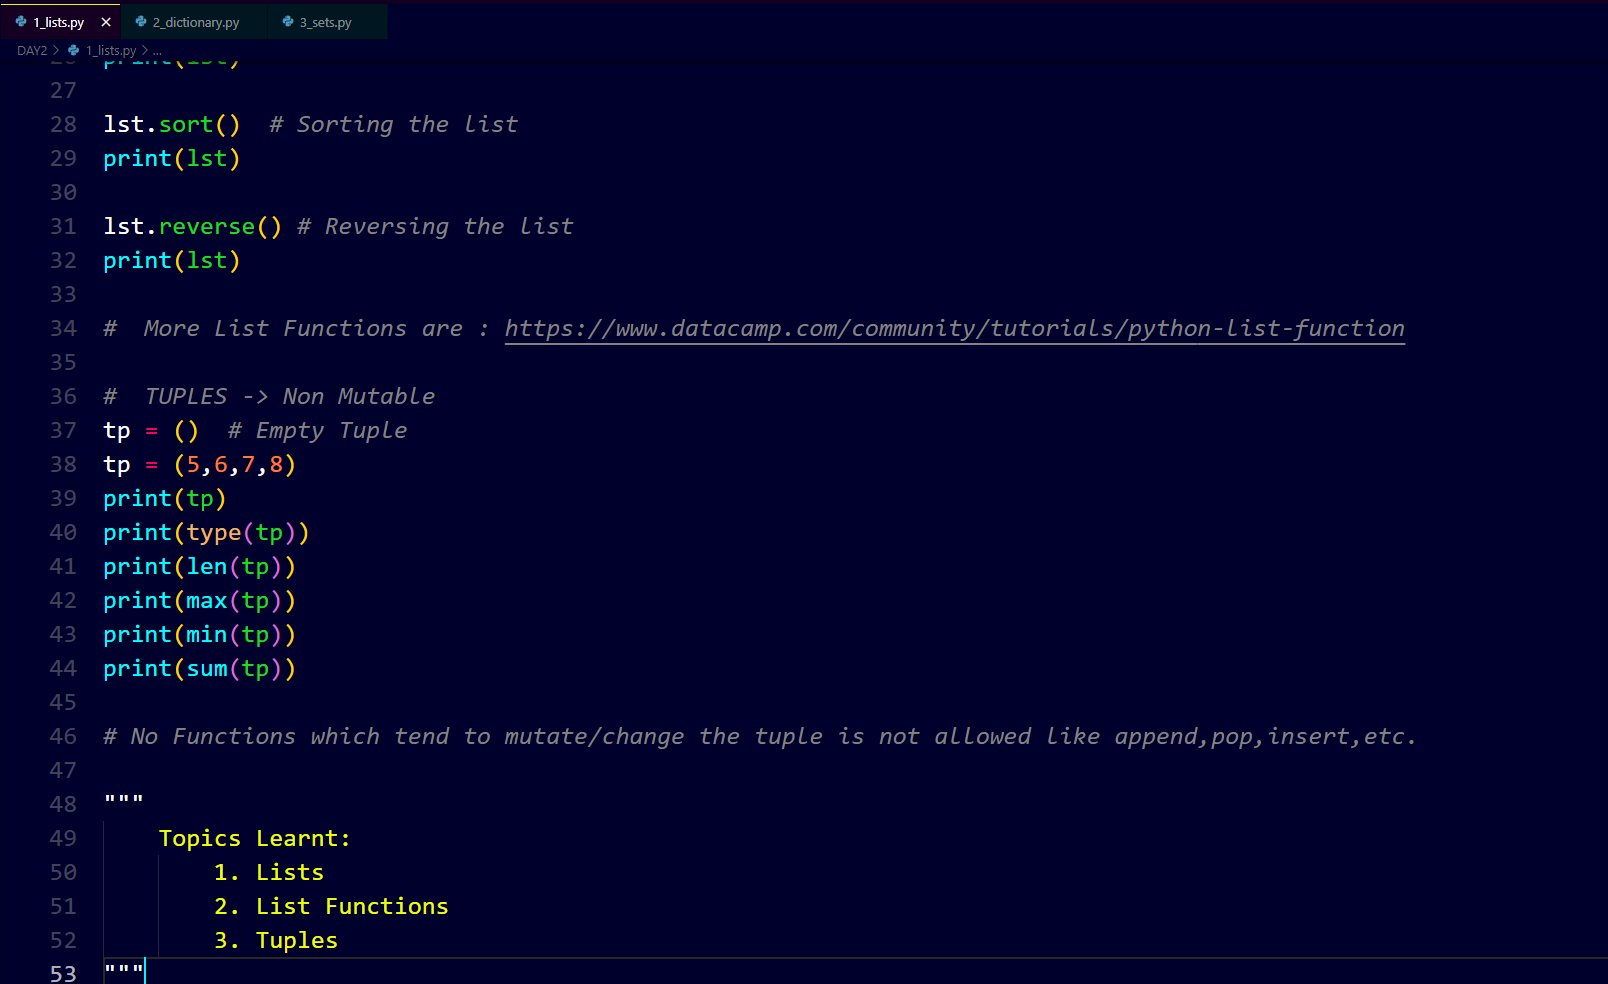 1_lists.py × 2_dictionary.py 3_sets.py
DAY2 > 1_lists.py > ...
26 print(lst)
27
28 lst.sort()  # Sorting the list
29 print(lst)
30
31 lst.reverse() # Reversing the list
32 print(lst)
33
34 #  More List Functions are : https://www.datacamp.com/community/tutorials/python-list-function
35
36 #  TUPLES -> Non Mutable
37 tp = ()  # Empty Tuple
38 tp = (5,6,7,8)
39 print(tp)
40 print(type(tp))
41 print(len(tp))
42 print(max(tp))
43 print(min(tp))
44 print(sum(tp))
45
46 # No Functions which tend to mutate/change the tuple is not allowed like append,pop,insert,etc.
47
48 """
49     Topics Learnt:
50         1. Lists
51         2. List Functions
52         3. Tuples
53 """